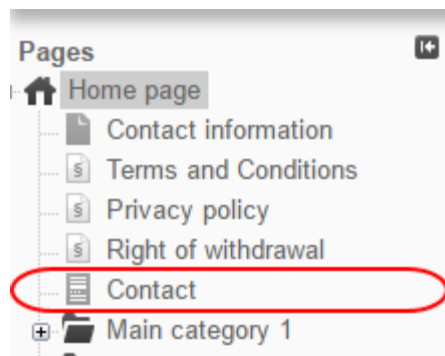 Pages
Home page
Contact information
§ Terms and Conditions
§ Privacy policy
§ Right of withdrawal
Contact
Main category 1